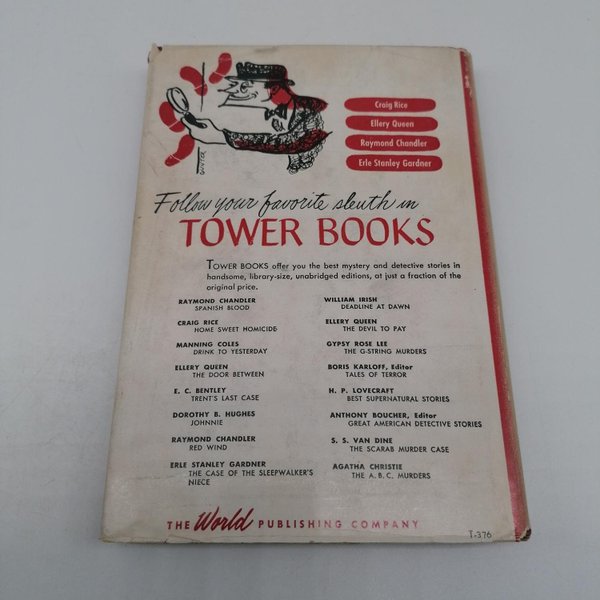 GUNTER
Craig Rice
Ellery Queen
Raymond Chandler
Erle Stanley Gardner
Follow your favorite sleuth in
TOWER BOOKS
TOWER BOOKS offer you the best mystery and detective stories in
handsome, library-size, unabridged editions, at just a fraction of the
original price.
RAYMOND CHANDLER
SPANISH BLOOD
CRAIG RICE
HOME SWEET HOMICIDE
MANNING COLES
DRINK TO YESTERDAY
ELLERY QUEEN
THE DOOR BETWEEN
E. C. BENTLEY
TRENT'S LAST CASE
DOROTHY B. HUGHES
JOHNNIE
RAYMOND CHANDLER
RED WIND
ERLE STANLEY GARDNER
THE CASE OF THE SLEEPWALKER'S
NIECE
WILLIAM IRISH
DEADLINE AT DAWN
ELLERY QUEEN
THE DEVIL TO PAY
GYPSY ROSE LEE
THE G-STRING MURDERS
BORIS KARLOFF, Editor
TALES OF TERROR
H. P. LOVECRAFT
BEST SUPERNATURAL STORIES
ANTHONY BOUCHER, Editor
GREAT AMERICAN DETECTIVE STORIES
S. S. VAN DINE
THE SCARAB MURDER CASE
AGATHA CHRISTIE
THE A.B.C. MURDERS
THE World PUBLISHING COMPANY
T-376